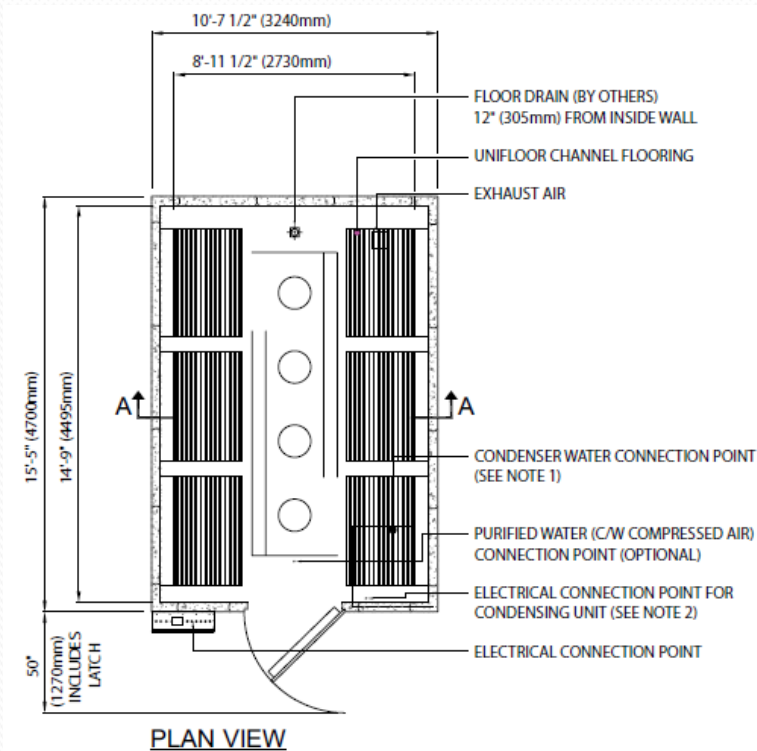 10'-7 1/2" (3240mm)
8'-11 1/2" (2730mm)
FLOOR DRAIN (BY OTHERS)
12" (305mm) FROM INSIDE WALL
UNIFLOOR CHANNEL FLOORING
EXHAUST AIR
15'-5" (4700mm)
14'-9" (4495mm)
A
A
CONDENSER WATER CONNECTION POINT
(SEE NOTE 1)
PURIFIED WATER (C/W COMPRESSED AIR)
CONNECTION POINT (OPTIONAL)
ELECTRICAL CONNECTION POINT FOR
CONDENSING UNIT (SEE NOTE 2)
ELECTRICAL CONNECTION POINT
50"
(1270mm)
INCLUDES
LATCH
PLAN VIEW